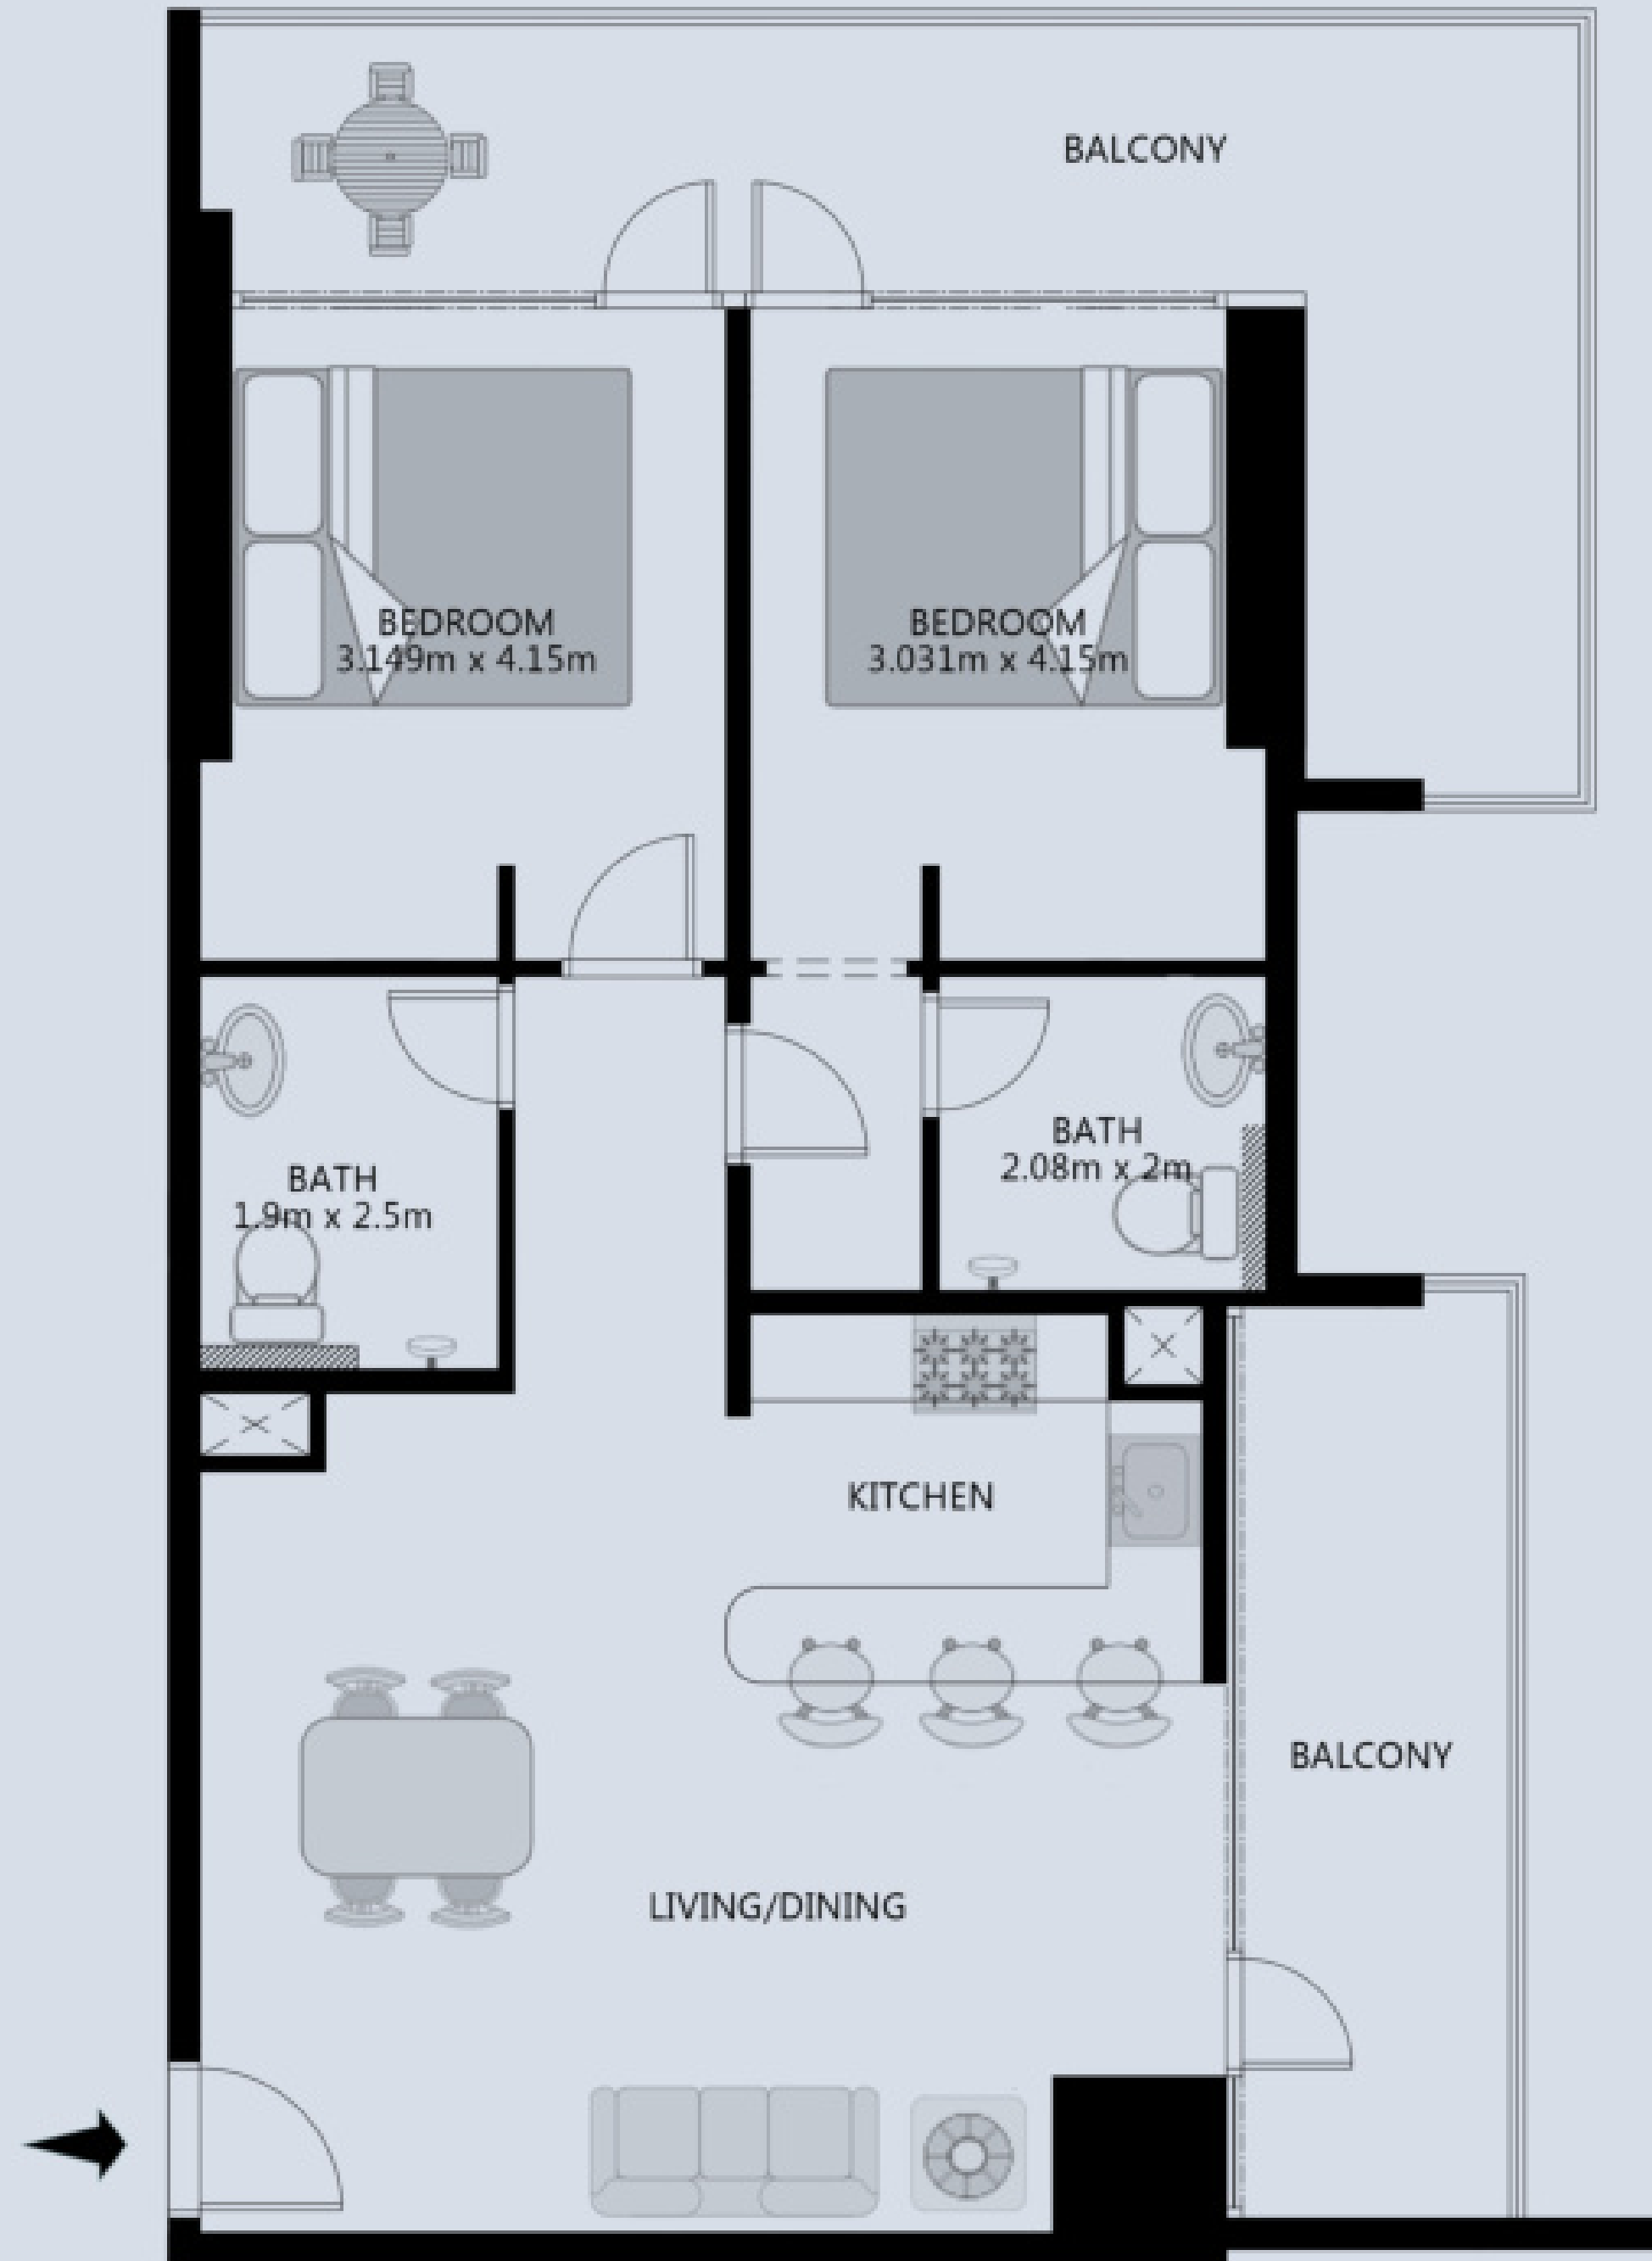 BALCONY
BEDROOM
3.149m x 4.15m
BEDROOM
3.031m x 4.15m
BATH
2.08m x 2m
BATH
1.9m x 2.5m
KITCHEN
BALCONY
LIVING/DINING